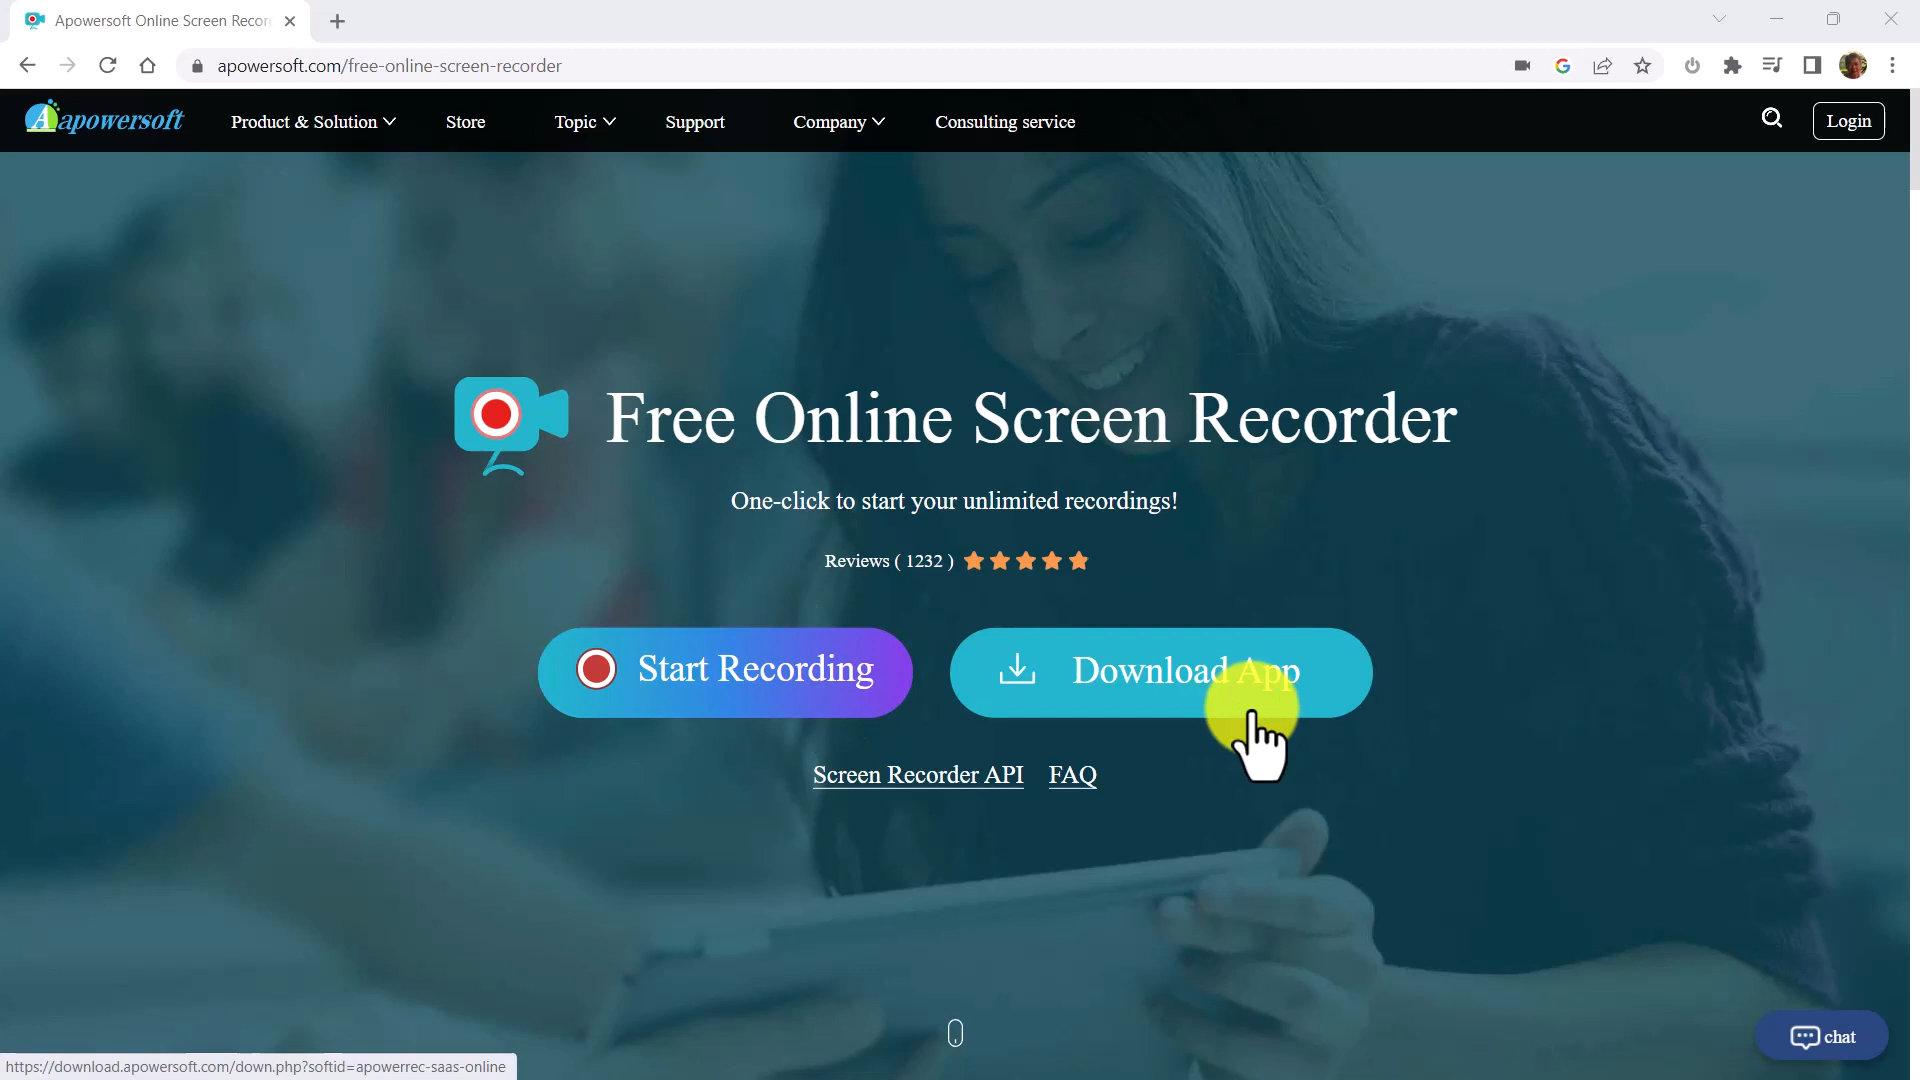 Apowersoft Online Screen Recor
apowersoft.com/free-online-screen-recorder
apowersoft
Product & Solution
Store
Topic
Support
Company
Consulting service
Login
Free Online Screen Recorder
One-click to start your unlimited recordings!
Reviews ( 1232 )
Start Recording
Download App
Screen Recorder API
FAQ
chat
https://download.apowersoft.com/down.php?softid=apowerrec-saas-online